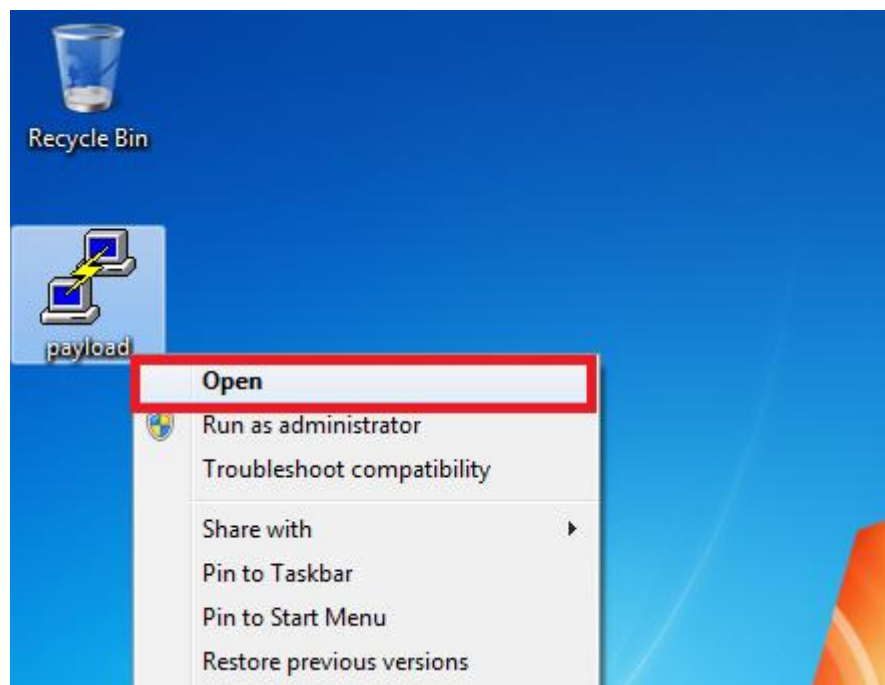 Recycle Bin
payload
Open
Run as administrator
Troubleshoot compatibility
Share with
Pin to Taskbar
Pin to Start Menu
Restore previous versions